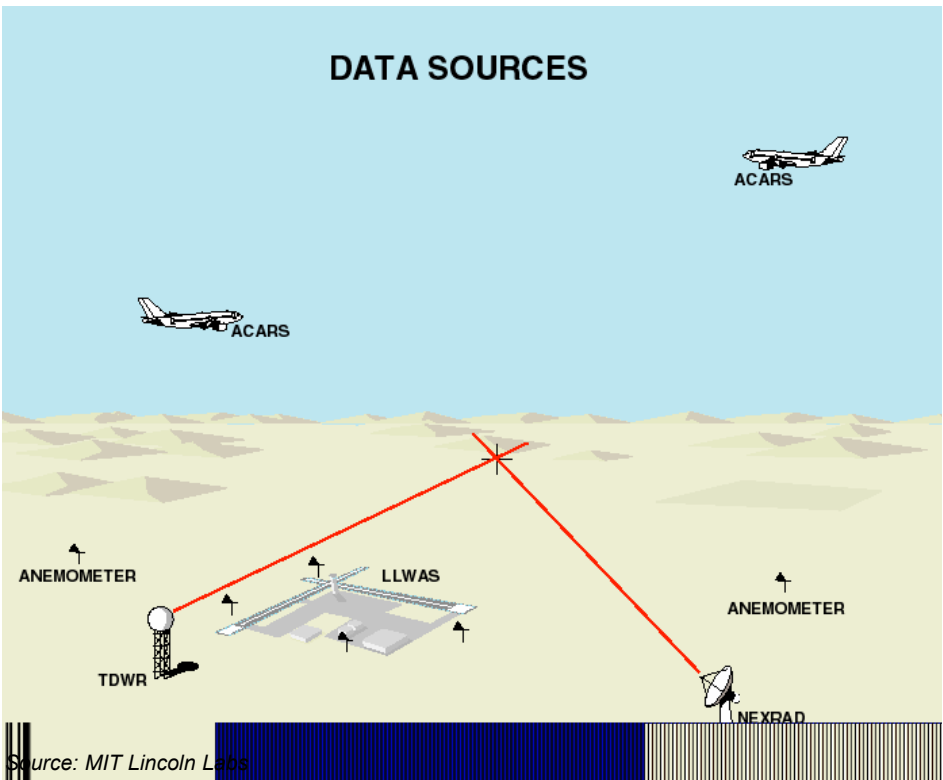 DATA SOURCES
ACARS
ACARS
ANEMOMETER
LLWAS
ANEMOMETER
TDWR
NEXRAD
Source: MIT Lincoln Labs